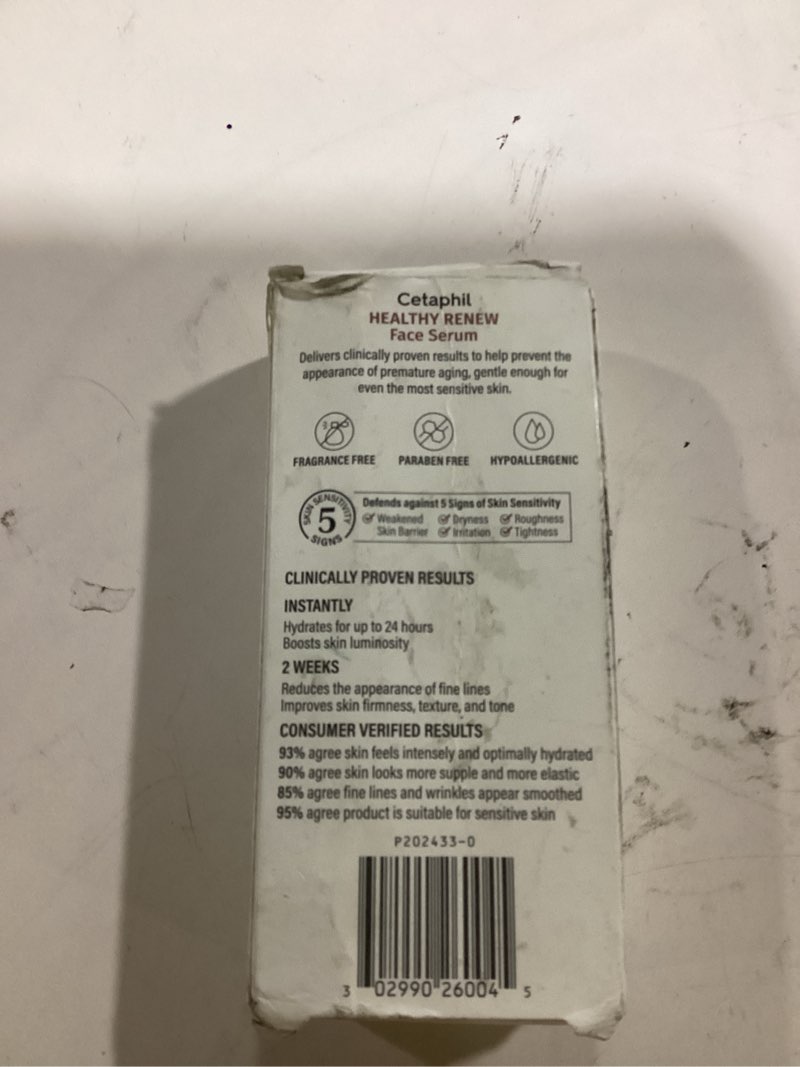 Cetaphil
HEALTHY RENEW
Face Serum
Delivers clinically proven results to help prevent the
appearance of premature aging, gentle enough for
even the most sensitive skin.
FRAGRANCE FREE PARABEN FREE HYPOALLERGENIC
SKIN SENSITIVITY
5
SIGNS
Defends against 5 Signs of Skin Sensitivity
Weakened Dryness Roughness
Skin Barrier Irritation Tightness
CLINICALLY PROVEN RESULTS
INSTANTLY
Hydrates for up to 24 hours
Boosts skin luminosity
2 WEEKS
Reduces the appearance of fine lines
Improves skin firmness, texture, and tone
CONSUMER VERIFIED RESULTS
93% agree skin feels intensely and optimally hydrated
90% agree skin looks more supple and more elastic
85% agree fine lines and wrinkles appear smoothed
95% agree product is suitable for sensitive skin
P202433-0
3 02990 26004 5